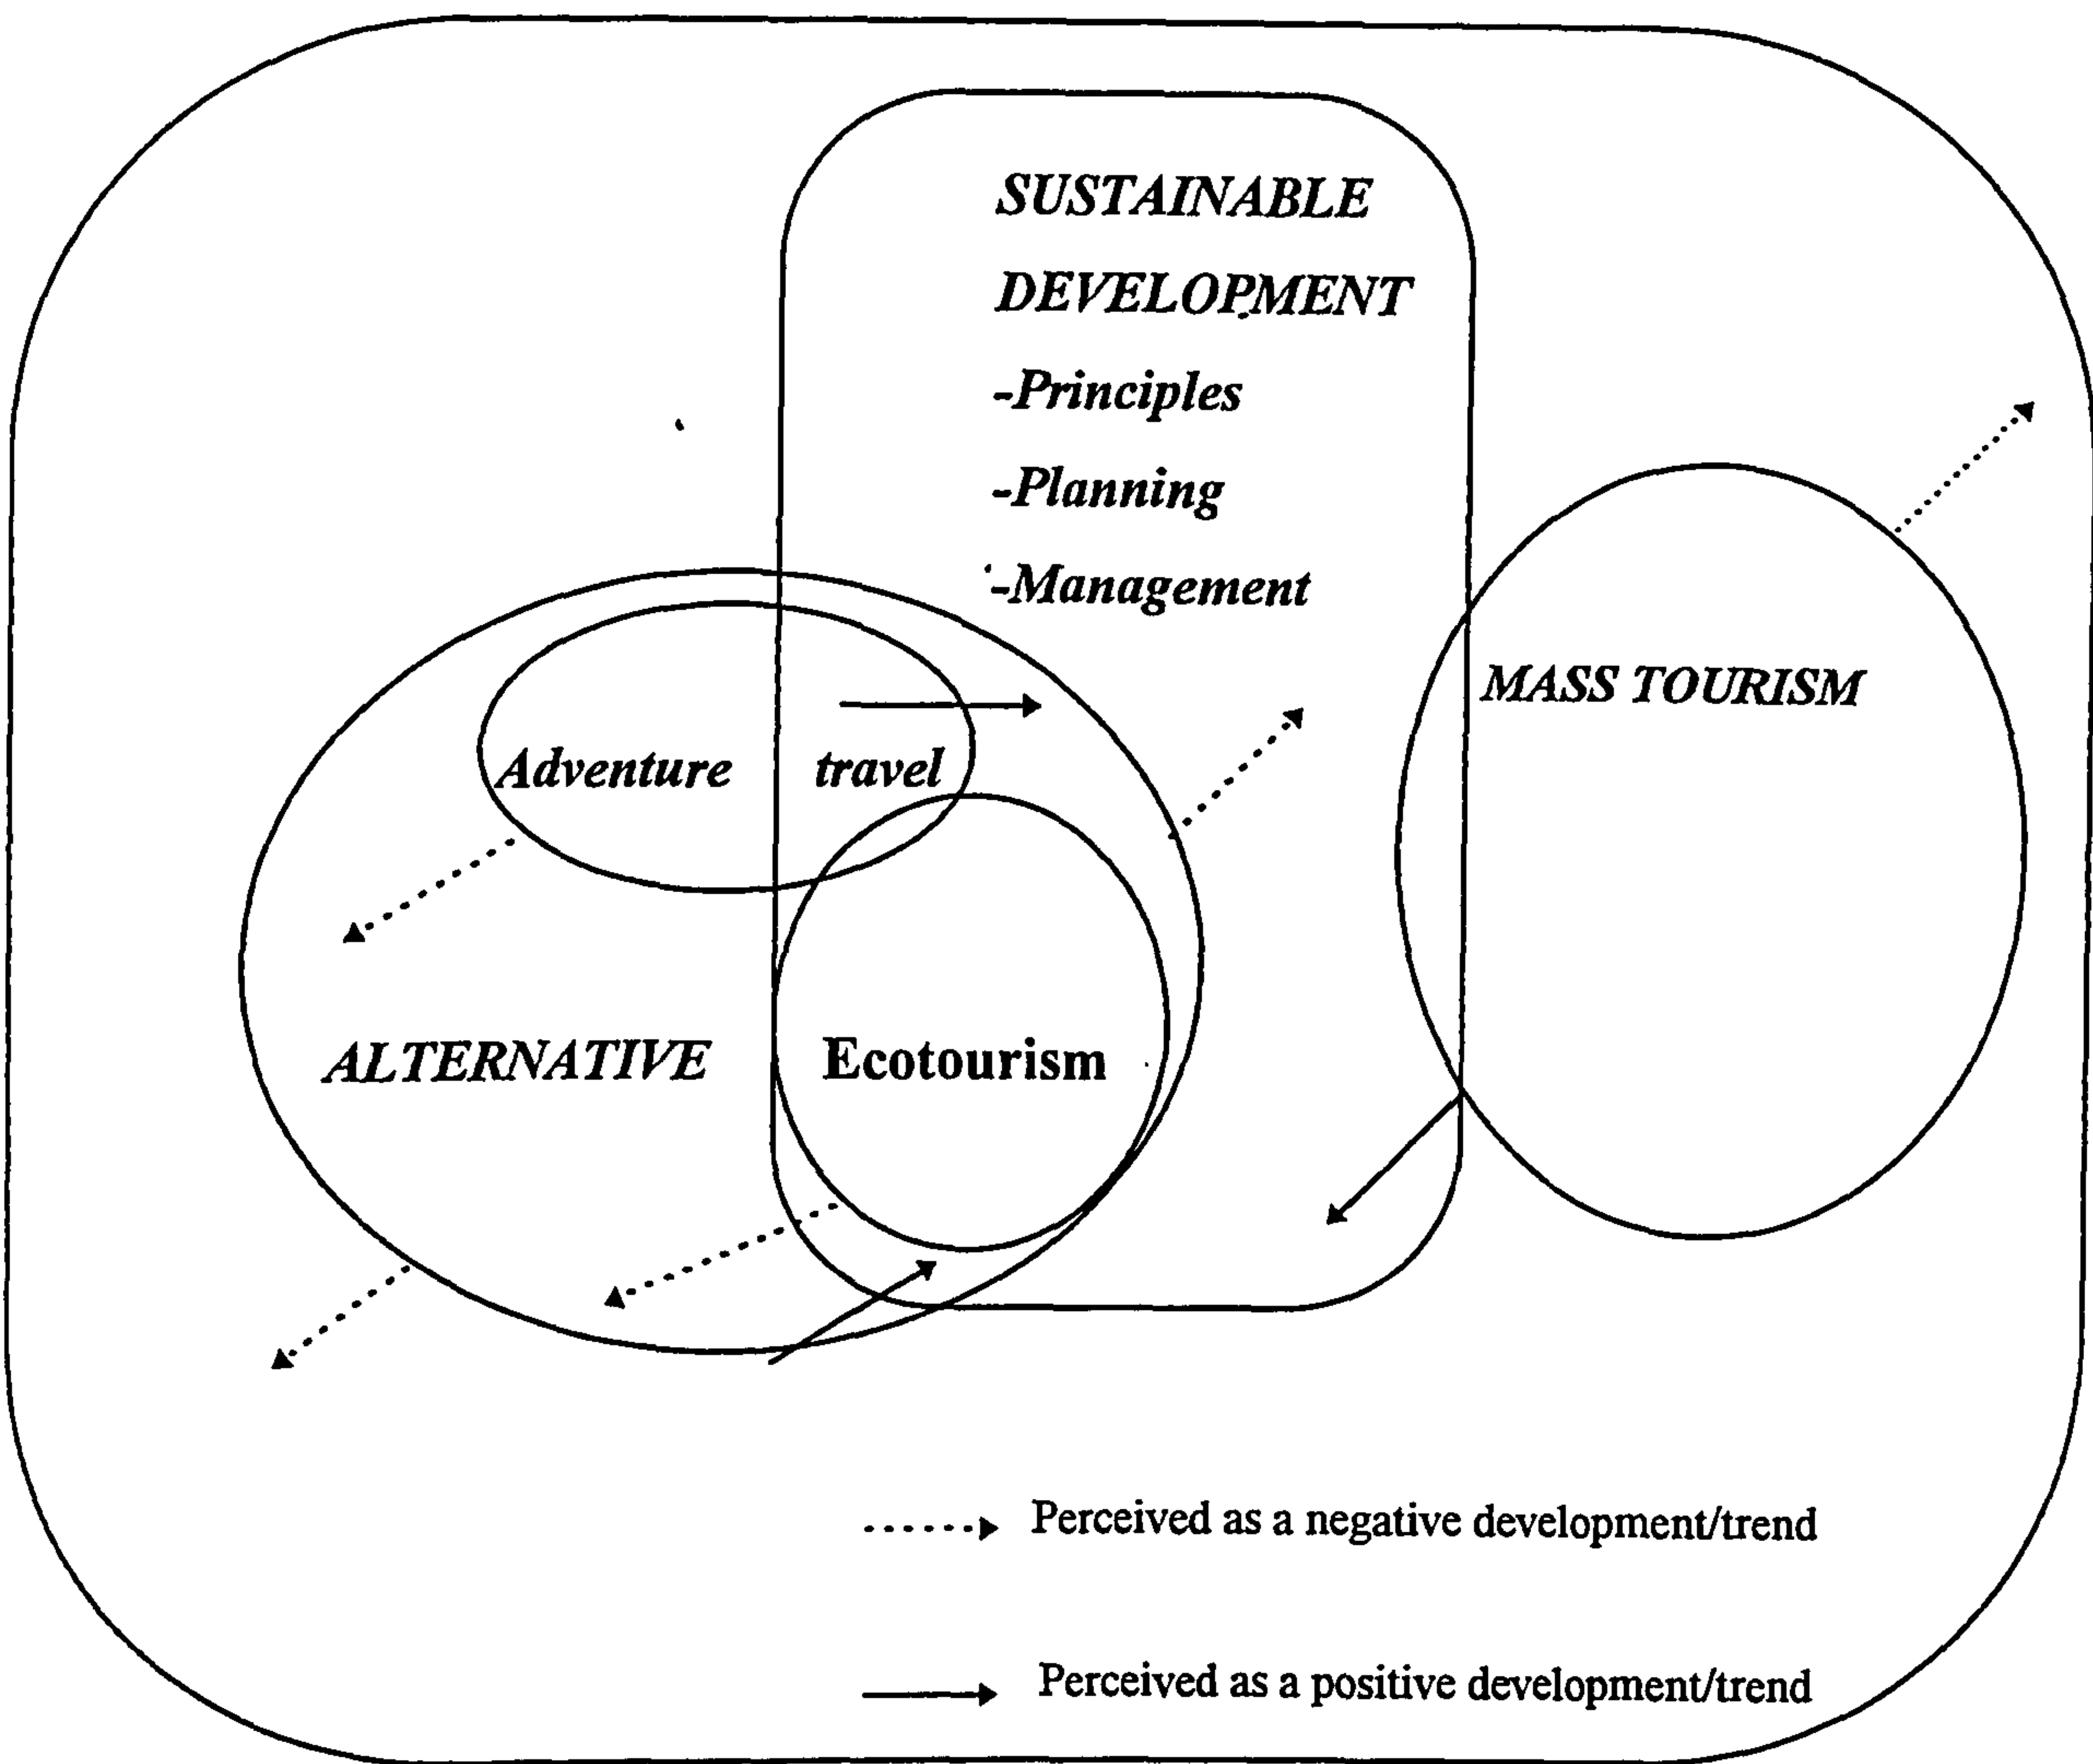 SUSTAINABLE
DEVELOPMENT
-Principles
-Planning
-Management
MASS TOURISM
Adventure travel
ALTERNATIVE
Ecotourism
Perceived as a negative development/trend
Perceived as a positive development/trend